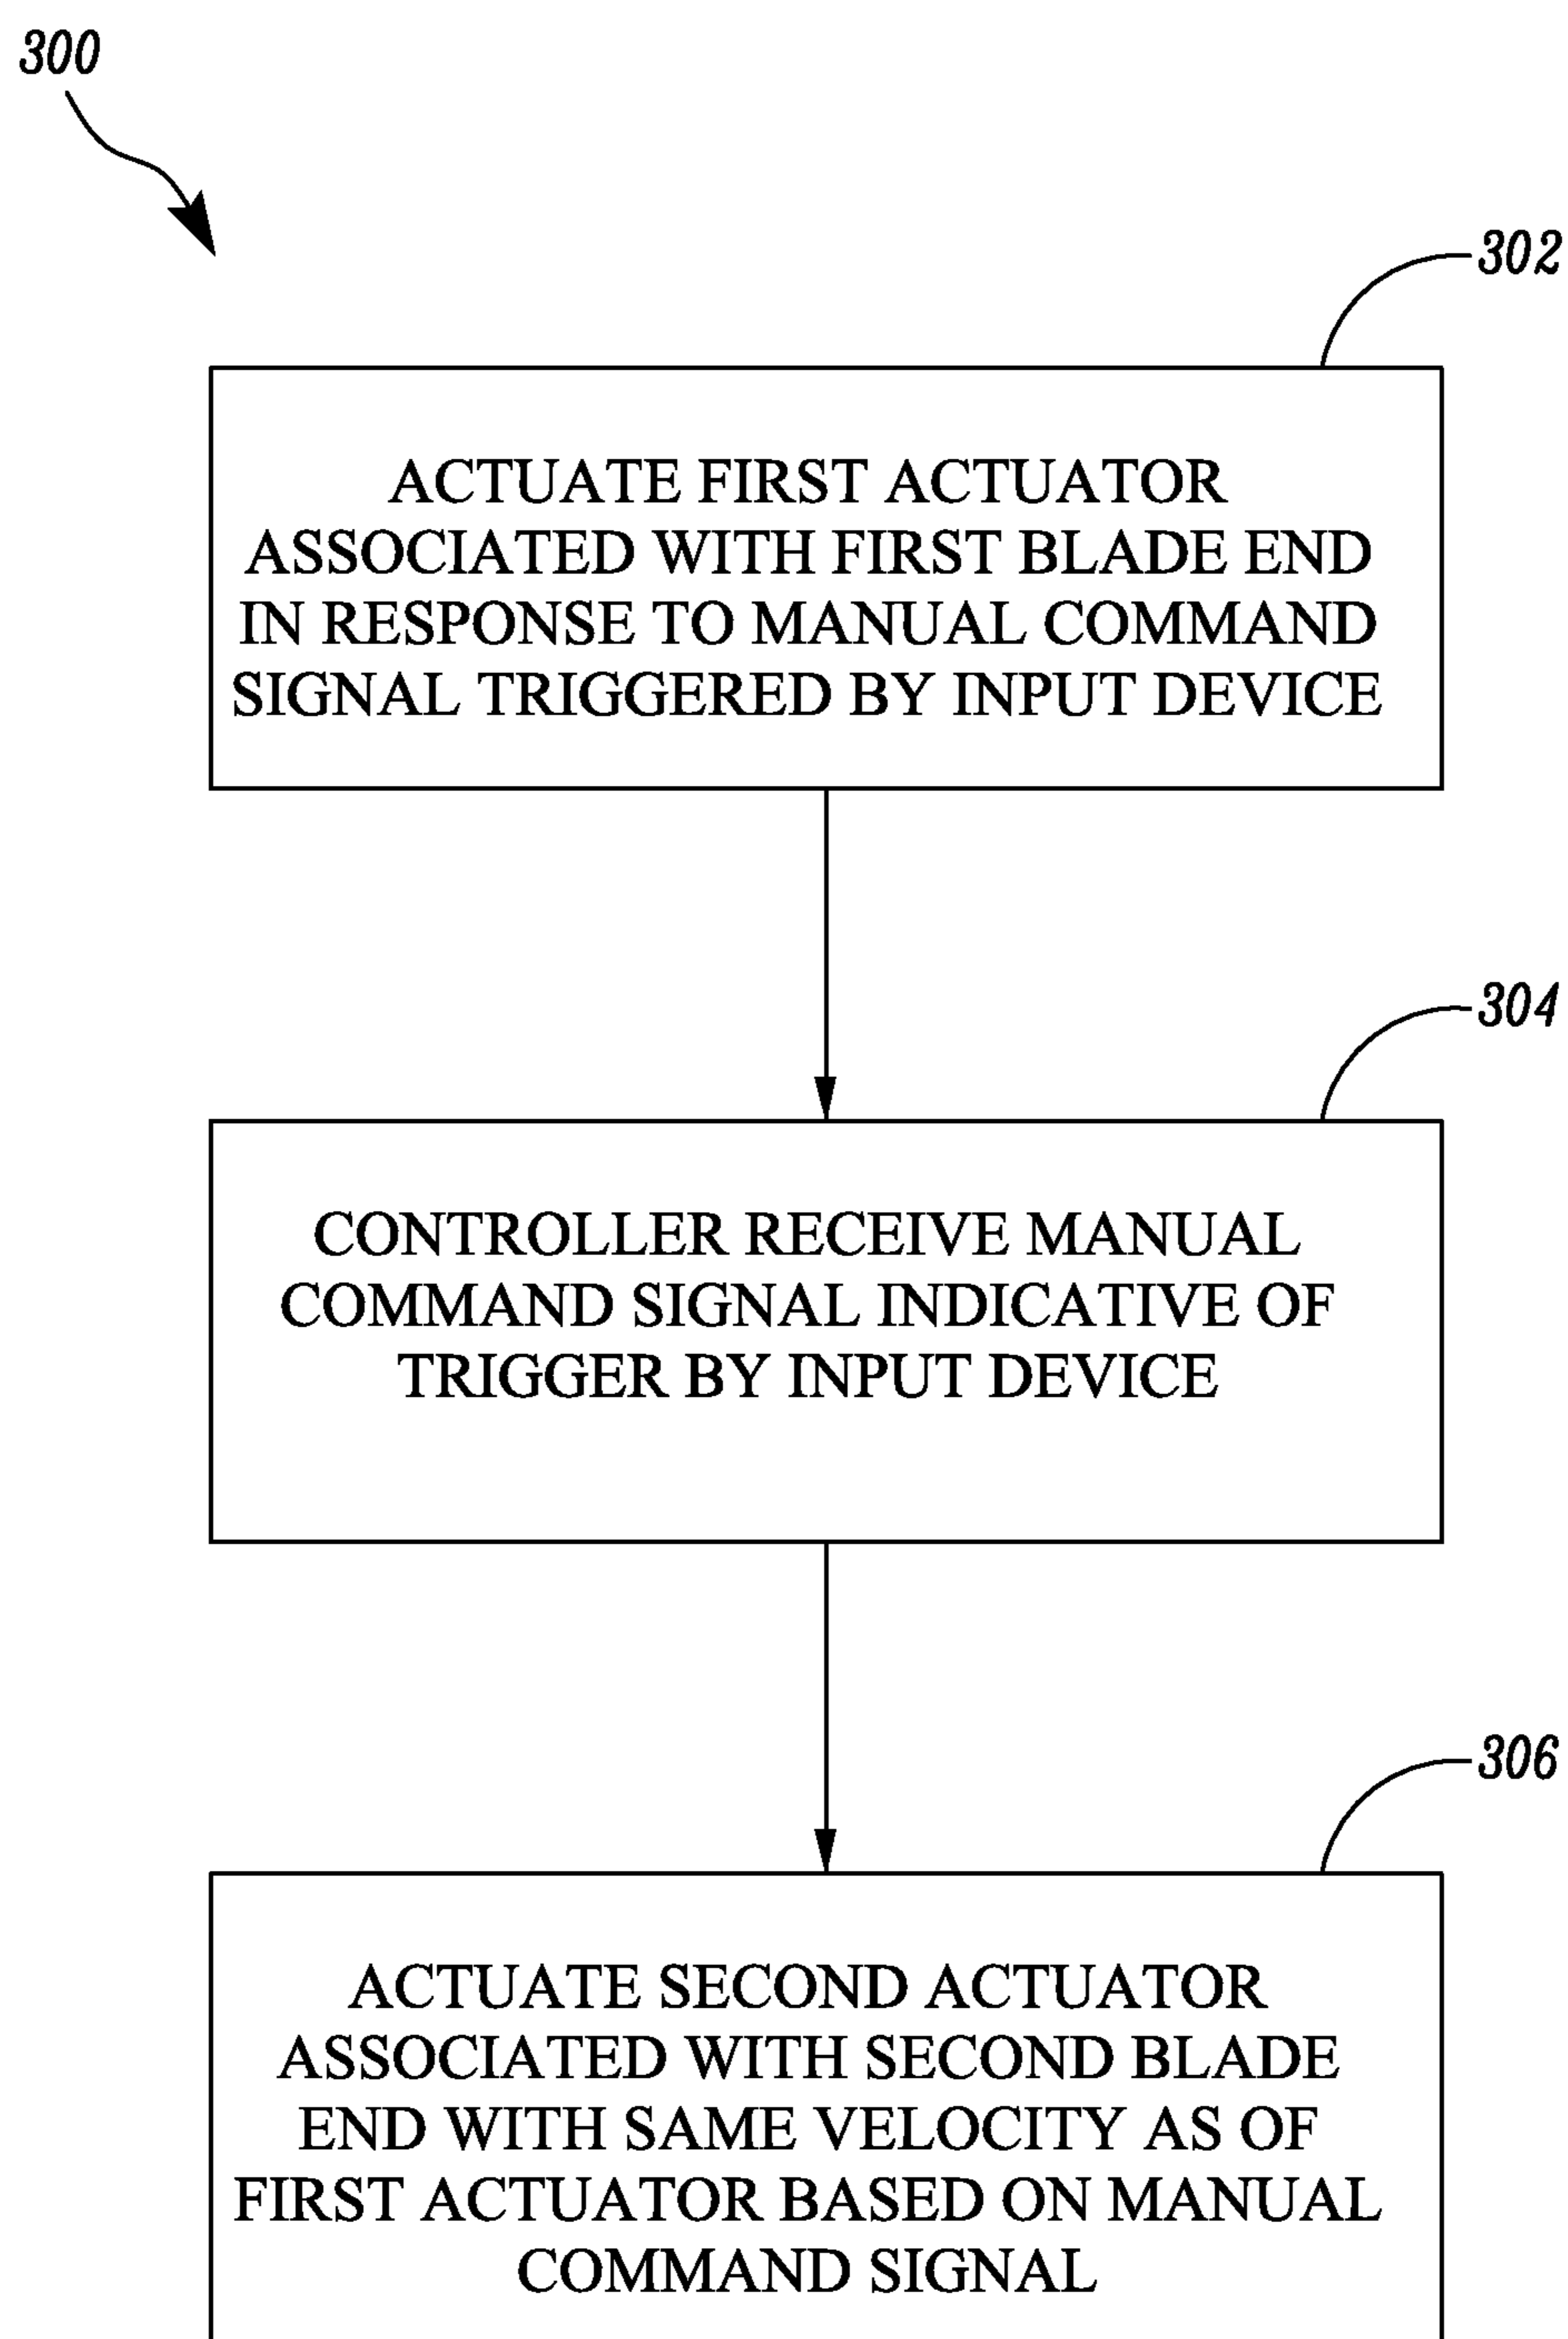 300
302
ACTUATE FIRST ACTUATOR
ASSOCIATED WITH FIRST BLADE END
IN RESPONSE TO MANUAL COMMAND
SIGNAL TRIGGERED BY INPUT DEVICE
304
CONTROLLER RECEIVE MANUAL
COMMAND SIGNAL INDICATIVE OF
TRIGGER BY INPUT DEVICE
306
ACTUATE SECOND ACTUATOR
ASSOCIATED WITH SECOND BLADE
END WITH SAME VELOCITY AS OF
FIRST ACTUATOR BASED ON MANUAL
COMMAND SIGNAL